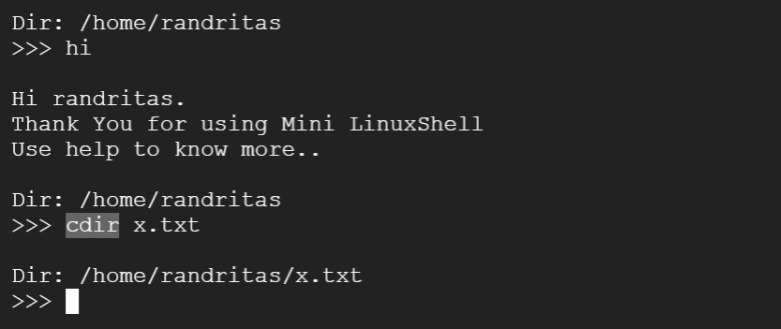 Dir: /home/randritas
>>> hi
Hi randritas.
Thank You for using Mini LinuxShell
Use help to know more..
Dir: /home/randritas
>>> cdir x.txt
Dir: /home/randritas/x.txt
>>>